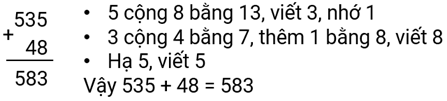 535
+
48
583
• 5 cộng 8 bằng 13, viết 3, nhớ 1
• 3 cộng 4 bằng 7, thêm 1 bằng 8, viết 8
• Hạ 5, viết 5
Vậy 535 + 48 = 583